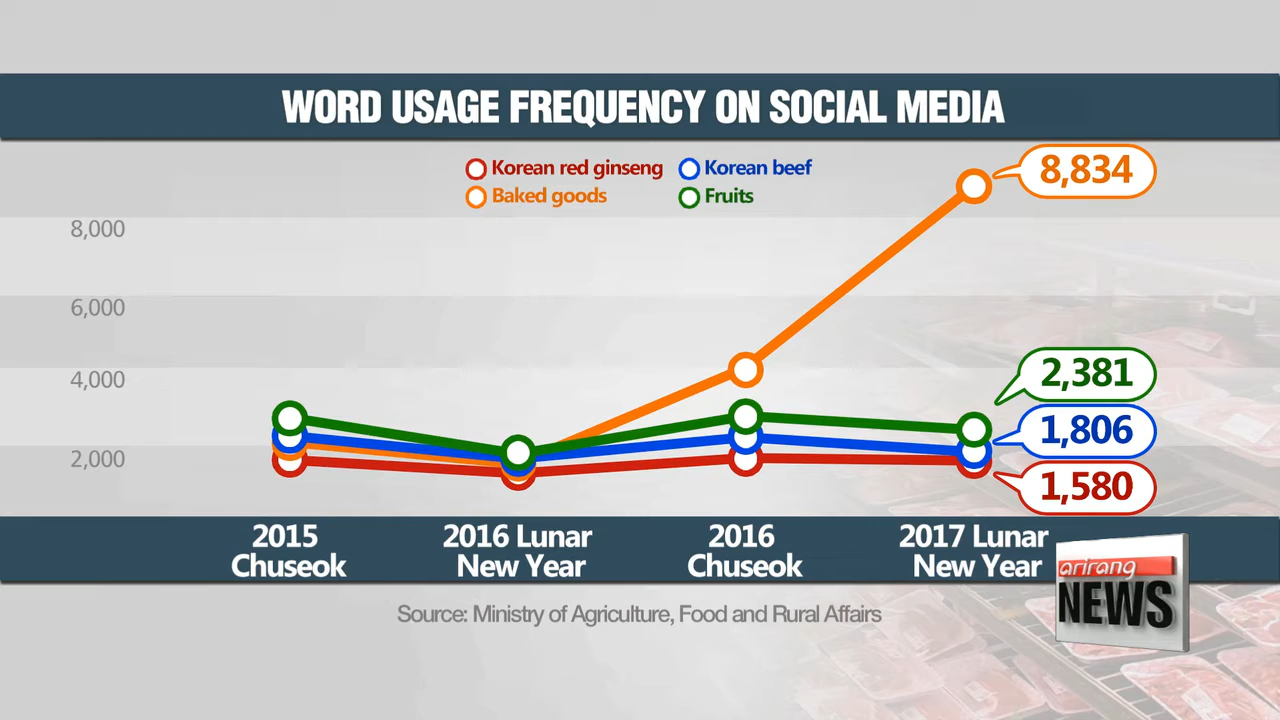 WORD USAGE FREQUENCY ON SOCIAL MEDIA
Korean red ginseng
Korean beef
Baked goods
Fruits
8,834
8,000
6,000
4,000
2,381
1,806
2,000
1,580
2015 Chuseok
2016 Lunar New Year
2016 Chuseok
2017 Lunar New Year
arirang
NEWS
Source: Ministry of Agriculture, Food and Rural Affairs